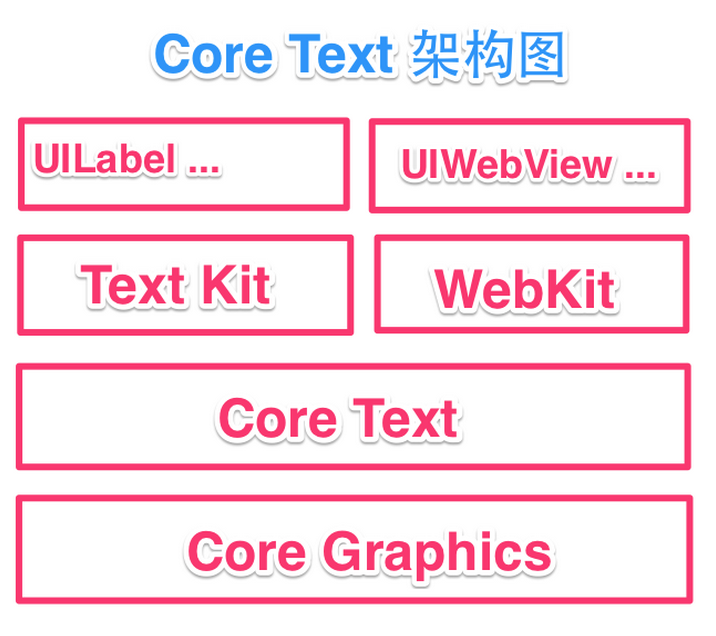 Core Text 架构图
UILabel ...
UIWebView ...
Text Kit
WebKit
Core Text
Core Graphics